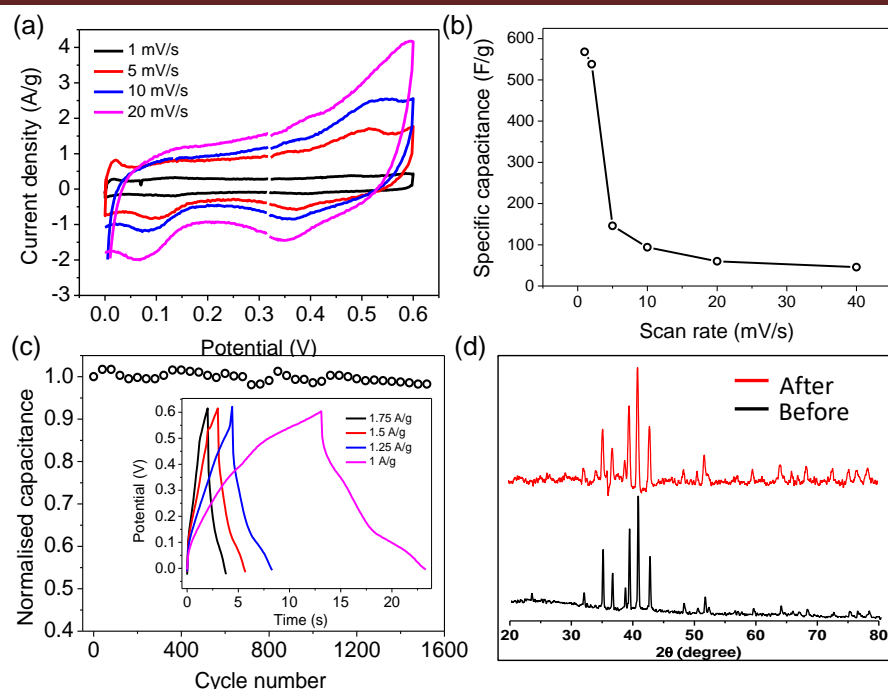 (a)
Current density (A/g)
4
3
2
1
0
-1
-2
-3
1 mV/s
5 mV/s
10 mV/s
20 mV/s
0.0 0.1 0.2 0.3 0.4 0.5 0.6
Potential (V)
(b)
Specific capacitance (F/g)
600
500
400
300
200
100
0
0 10 20 30 40
Scan rate (mV/s)
(c)
Normalised capacitance
1.0
0.9
0.8
0.7
0.6
0.5
0.4
0 400 800 1200 1600
Cycle number
Potential (V)
0.6
0.5
0.4
0.3
0.2
0.1
0.0
1.75 A/g
1.5 A/g
1.25 A/g
1 A/g
0 5 10 15 20
Time (s)
(d)
After
Before
20 30 40 50 60 70 80
2θ (degree)